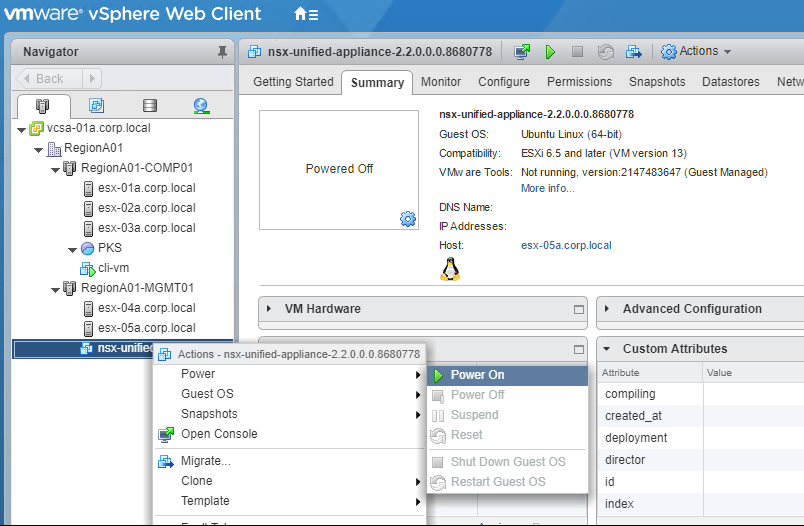 vmware® vSphere Web Client
Navigator
Back
vcsa-01a.corp.local
RegionA01
RegionA01-COMP01
esx-01a.corp.local
esx-02a.corp.local
esx-03a.corp.local
PKS
cli-vm
RegionA01-MGMT01
esx-04a.corp.local
esx-05a.corp.local
nsx-unified
nsx-unified-appliance-2.2.0.0.0.8680778
Actions
Getting Started Summary Monitor Configure Permissions Snapshots Datastores Netw
Powered Off
nsx-unified-appliance-2.2.0.0.0.8680778
Guest OS: Ubuntu Linux (64-bit)
Compatibility: ESXi 6.5 and later (VM version 13)
VMware Tools: Not running, version:2147483647 (Guest Managed)
More info...
DNS Name:
IP Addresses:
Host: esx-05a.corp.local
VM Hardware
Advanced Configuration
Custom Attributes
Attribute Value
compiling
created_at
deployment
director
id
index
Actions - nsx-unified-appliance-2.2.0.0.0.8680778
Power
Guest OS
Snapshots
Open Console
Migrate...
Clone
Template
Power On
Power Off
Suspend
Reset
Shut Down Guest OS
Restart Guest OS